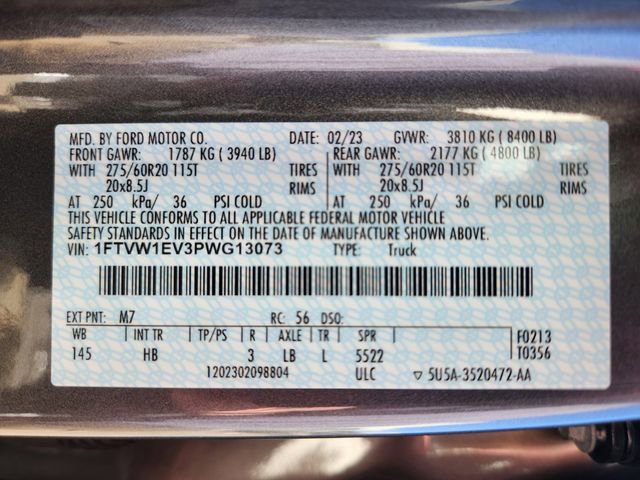 MFD. BY FORD MOTOR CO. DATE: 02/23 GVWR: 3810 KG ( 8400 LB)
FRONT GAWR: 1787 KG ( 3940 LB) REAR GAWR: 2177 KG ( 4800 LB)
WITH 275/60R20 115T TIRES WITH 275/60R20 115T TIRES
20x8.5J RIMS 20x8.5J RIMS
AT 250 kPa/ 36 PSI COLD AT 250 kPa/ 36 PSI COLD
THIS VEHICLE CONFORMS TO ALL APPLICABLE FEDERAL MOTOR VEHICLE
SAFETY STANDARDS IN EFFECT ON THE DATE OF MANUFACTURE SHOWN ABOVE.
VIN: 1FTVW1EV3PWG13073 TYPE: Truck
EXT PNT: M7 RC: 56 DSO:
WB INT TR TP/PS R AXLE TR SPR F0213
145 HB 3 LB L 5522 T0356
1202302098804 ULC ▽ 5U5A-3520472-AA